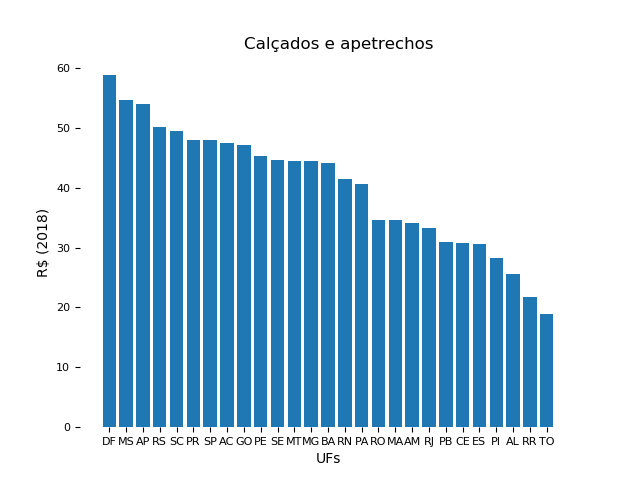 Calçados e apetrechos
60
50
40
30
20
10
0
R$ (2018)
DF MS AP RS SC PR SP AC GO PE SE MT MG BA RN PA RO MA AM RJ PB CE ES PI AL RR TO
UFs